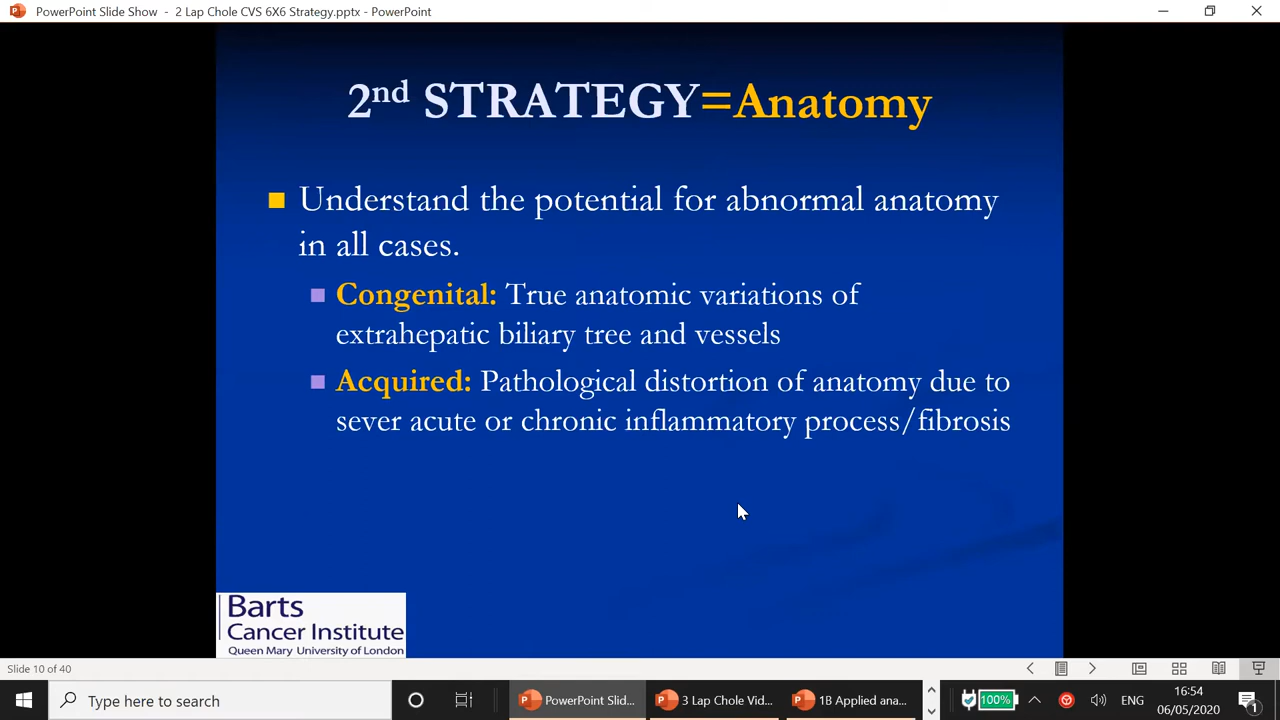 PowerPoint Slide Show - 2 Lap Chole CVS 6X6 Strategy.pptx - PowerPoint
2nd STRATEGY=Anatomy
Understand the potential for abnormal anatomy
in all cases.
Congenital: True anatomic variations of
extrahepatic biliary tree and vessels
Acquired: Pathological distortion of anatomy due to
sever acute or chronic inflammatory process/fibrosis
Barts
Cancer Institute
Queen Mary University of London
Slide 10 of 40
Type here to search
PowerPoint Slid...
3 Lap Chole Vid...
1B Applied ana...
100%
ENG
16:54
06/05/2020
1